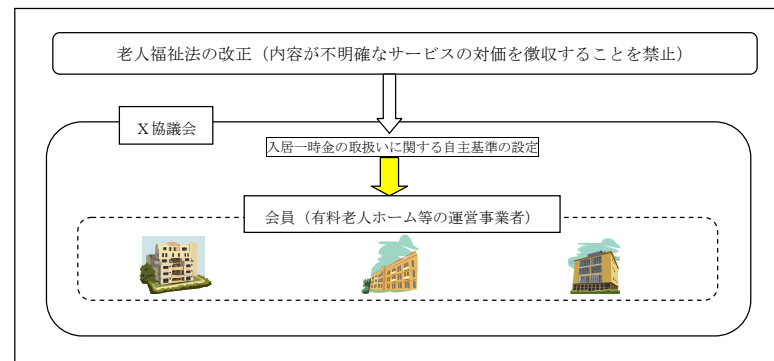 老人福祉法の改正（内容が不明確なサービスの対価を徴収することを禁止）
Ｘ協議会
入居一時金の取扱いに関する自主基準の設定
会員（有料老人ホーム等の運営事業者）